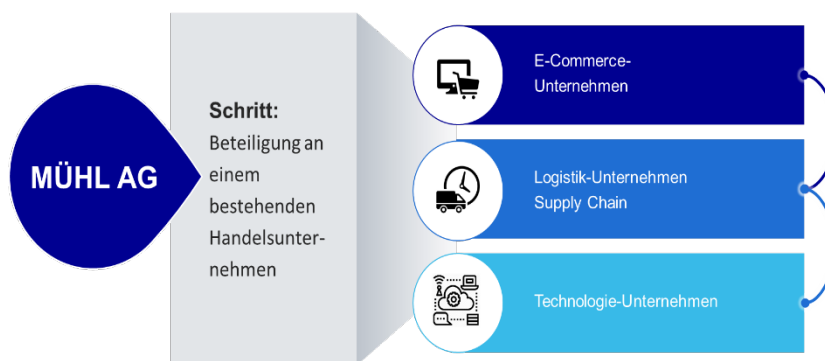 MÜHL AG
Schritt:
Beteiligung an
einem
bestehenden
Handelsunter-
nehmen
E-Commerce-
Unternehmen
Logistik-Unternehmen
Supply Chain
Technologie-Unternehmen